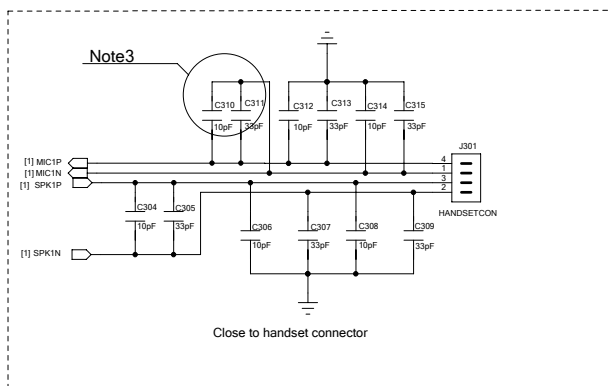 Note3
C310
10pF
C311
33pF
C312
10pF
C313
33pF
C314
10pF
C315
33pF
J301
[1] MIC1P
[1] MIC1N
[1] SPK1P
4
1
3
2
HANDSETCON
C304
10pF
C305
33pF
C306
10pF
C307
33pF
C308
10pF
C309
33pF
[1] SPK1N
Close to handset connector